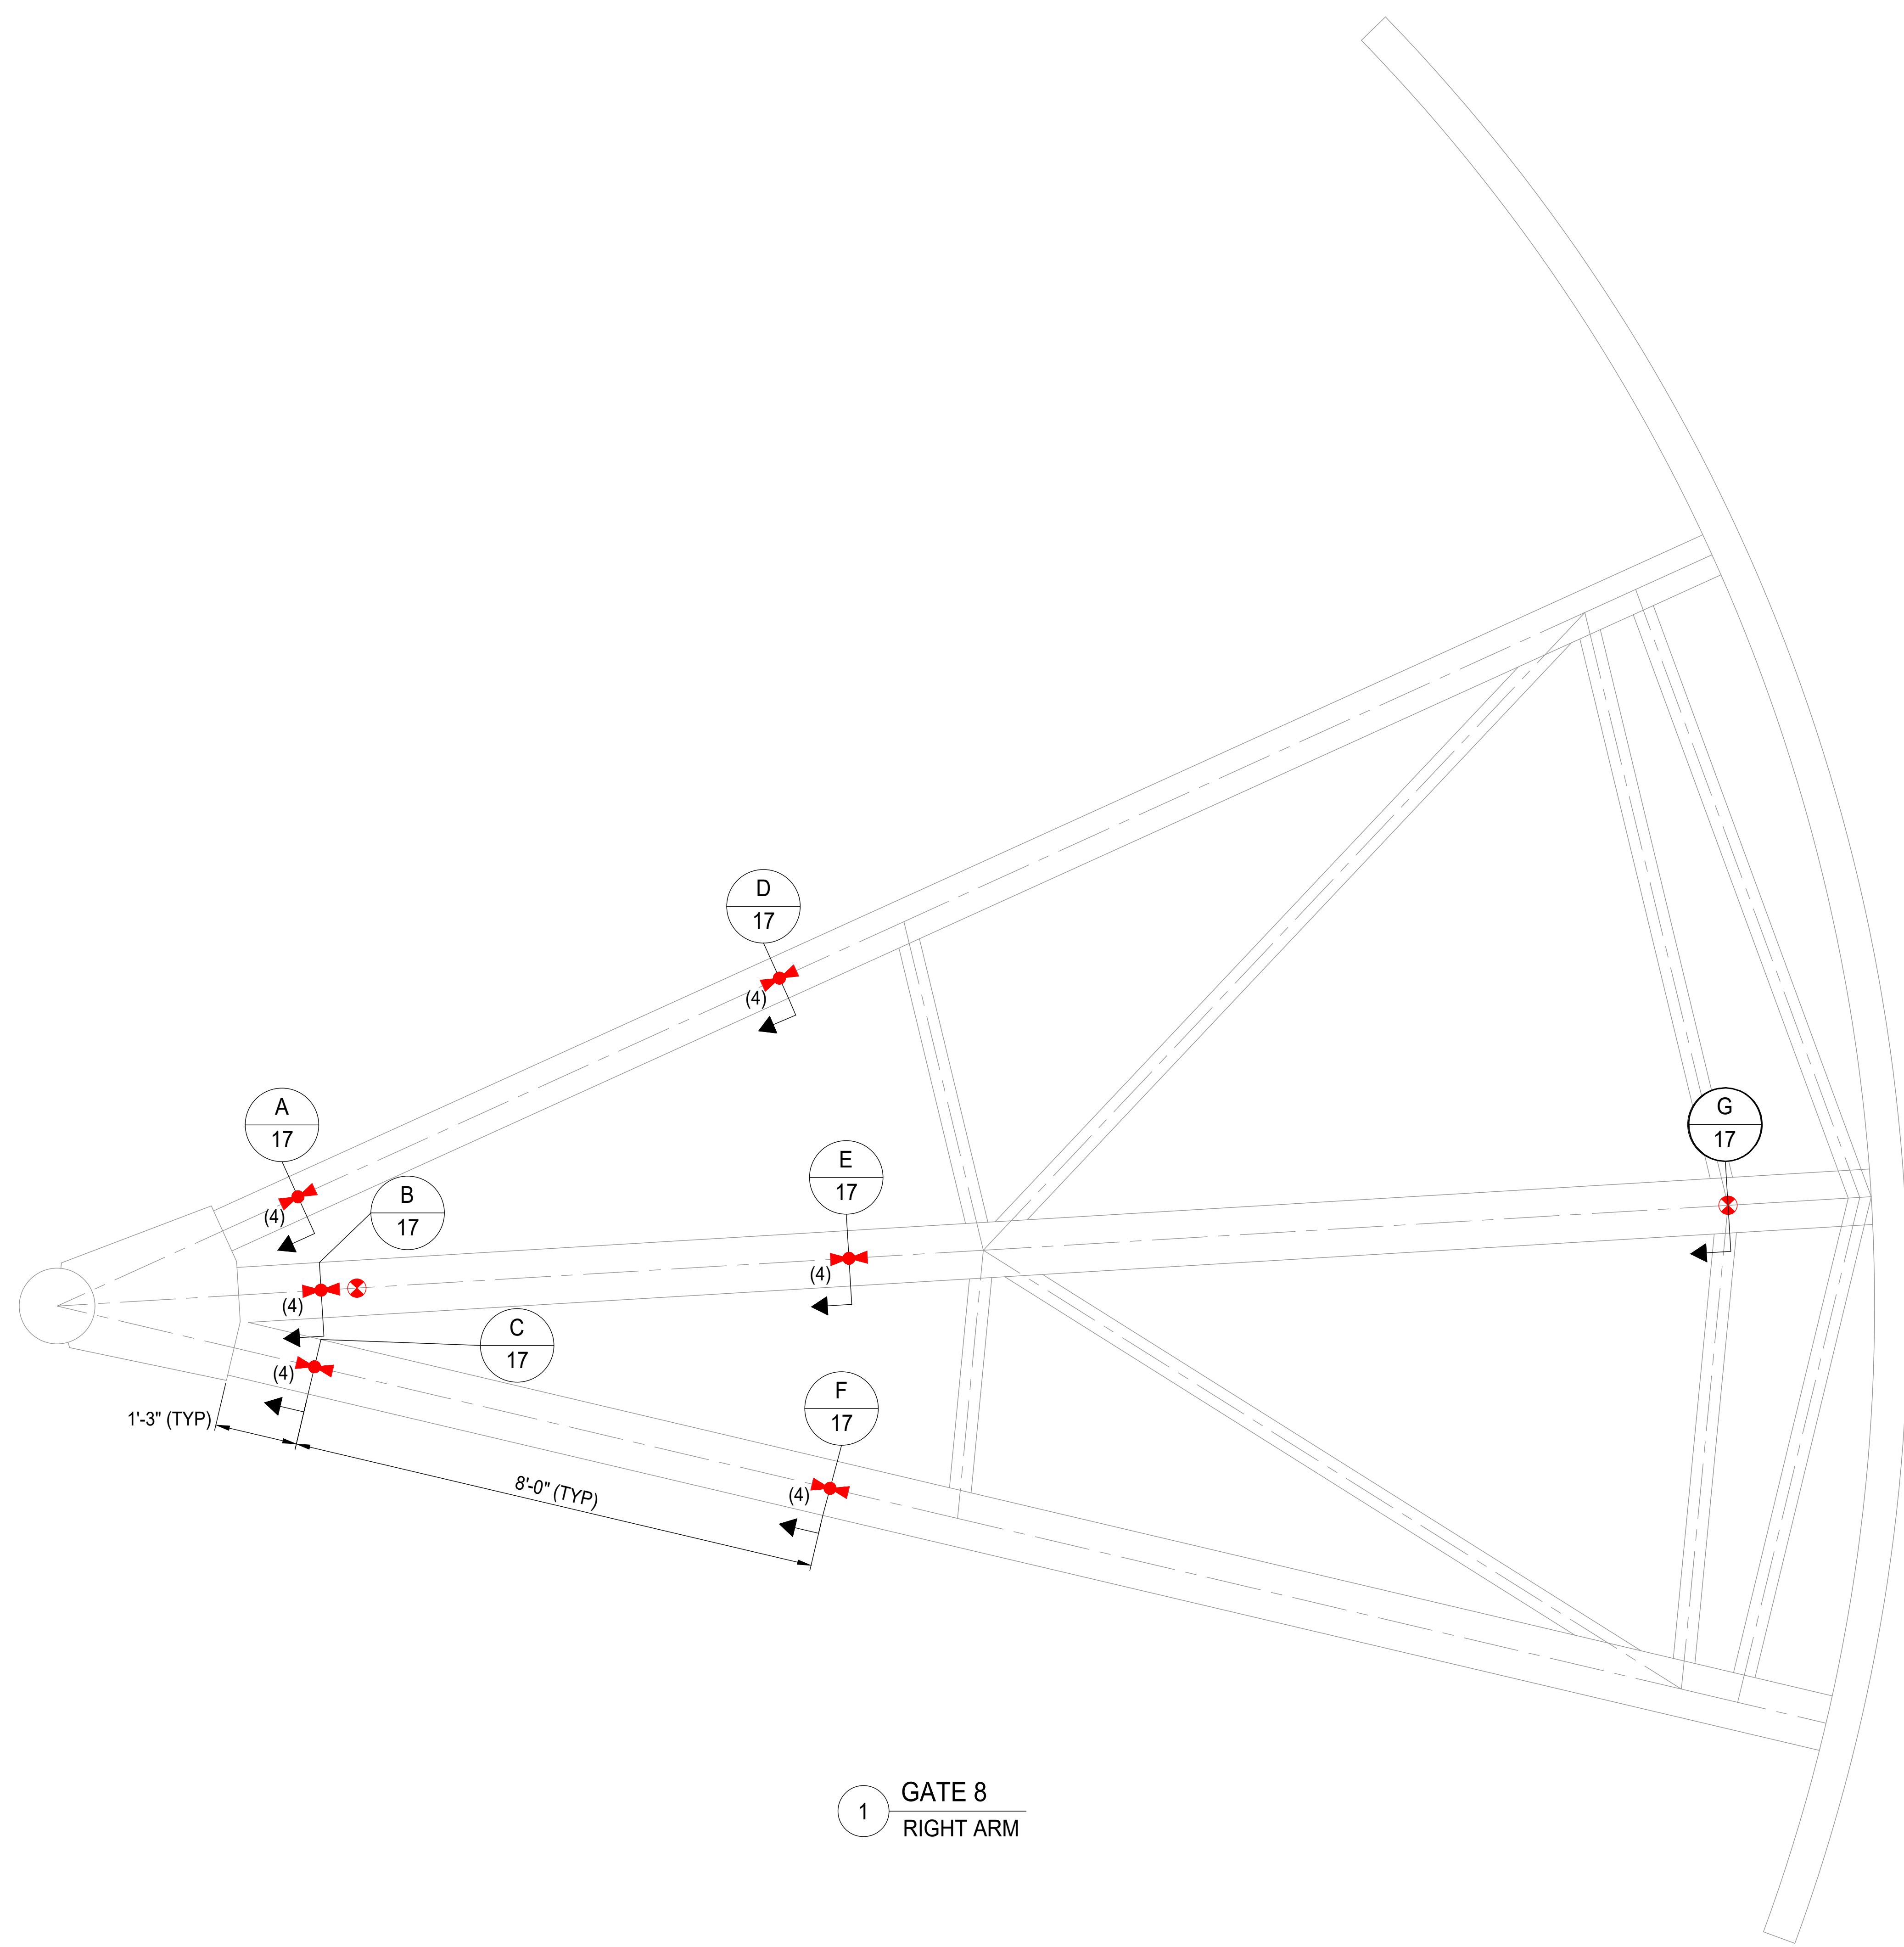 D
17
(4)
A
17
(4)
B
17
(4)
E
17
(4)
G
17
C
17
(4)
F
17
(4)
1'-3" (TYP)
8'-0" (TYP)
1
GATE 8
RIGHT ARM